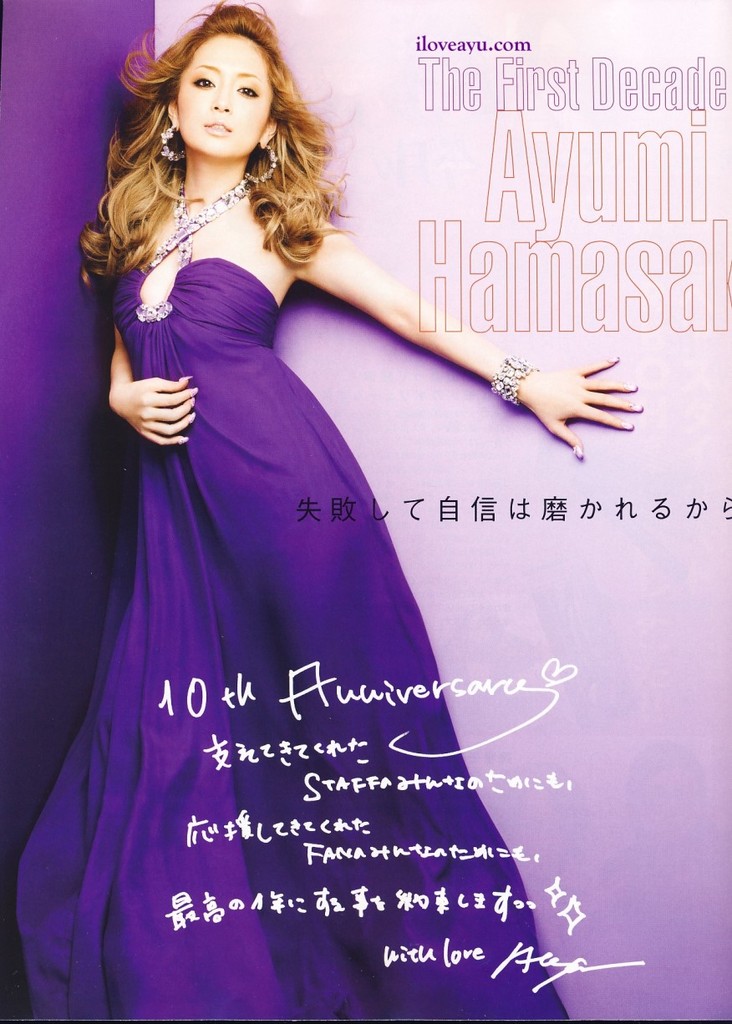 iloveayu.com
The First Decade
Ayumi
Hamasak
失敗して自信は磨かれるから
10th Anniversary
支えてきてくれた
STAFFのみんなのためにも、
応援してきてくれた
FANのみんなのためにも、
最高の1年にする事を約束します。。
with love Ayu